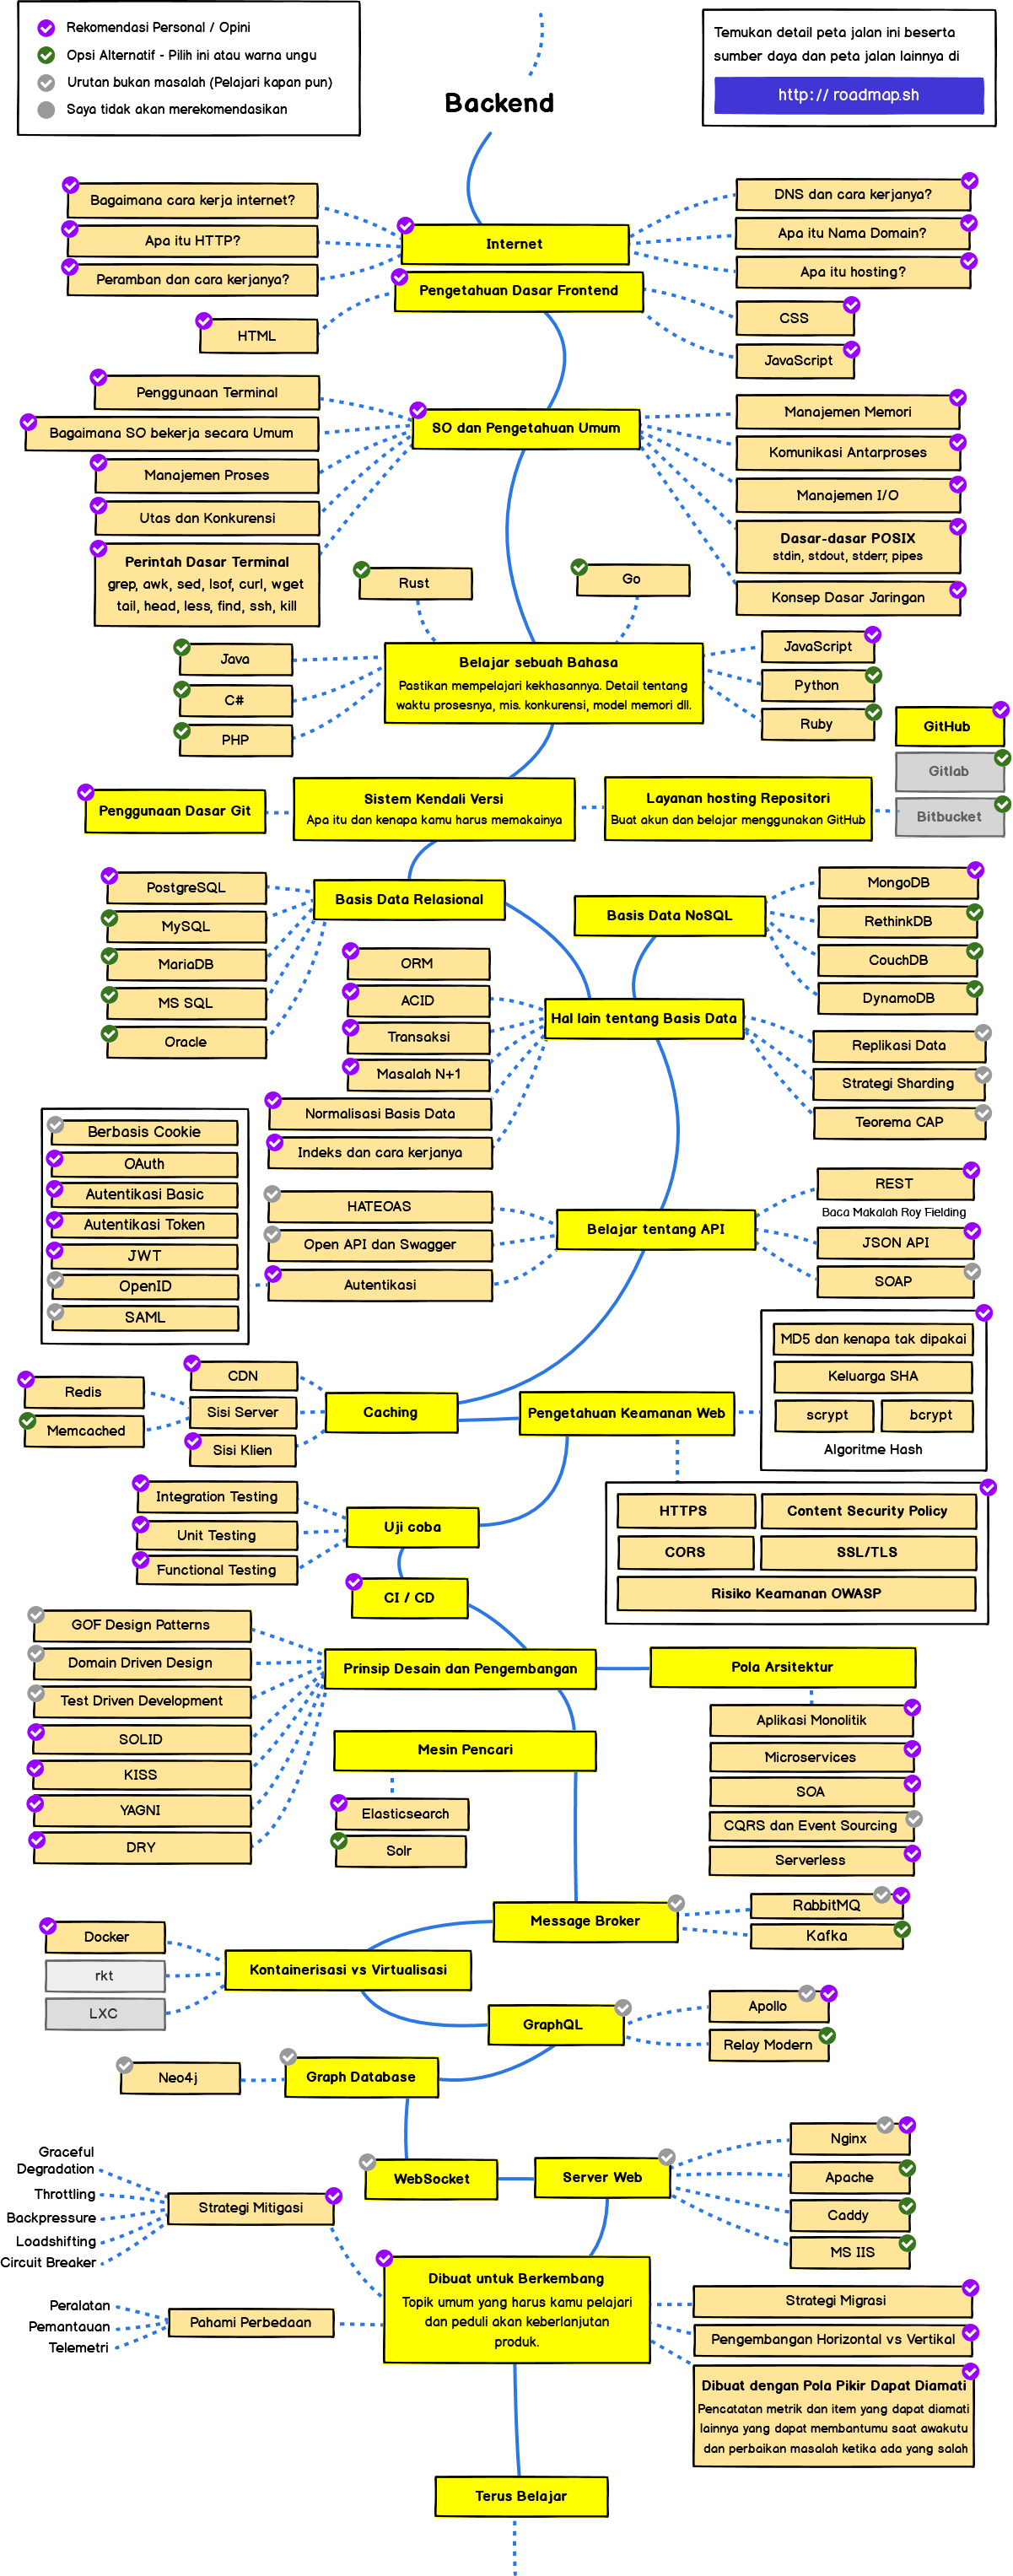 Rekomendasi Personal / Opini
Opsi Alternatif - Pilih ini atau warna ungu
Urutan bukan masalah (Pelajari kapan pun)
Saya tidak akan merekomendasikan
Temukan detail peta jalan ini beserta
sumber daya dan peta jalan lainnya di
http:// roadmap.sh
Backend
Bagaimana cara kerja internet?
Apa itu HTTP?
Peramban dan cara kerjanya?
Internet
DNS dan cara kerjanya?
Apa itu Nama Domain?
Apa itu hosting?
Pengetahuan Dasar Frontend
HTML
CSS
JavaScript
Penggunaan Terminal
Bagaimana SO bekerja secara Umum
Manajemen Proses
Utas dan Konkurensi
Perintah Dasar Terminal
grep, awk, sed, lsof, curl, wget
tail, head, less, find, ssh, kill
SO dan Pengetahuan Umum
Manajemen Memori
Komunikasi Antarproses
Manajemen I/O
Dasar-dasar POSIX
stdin, stdout, stderr, pipes
Konsep Dasar Jaringan
Rust
Go
Java
C#
PHP
Belajar sebuah Bahasa
Pastikan mempelajari kekhasannya. Detail tentang
waktu prosesnya, mis. konkurensi, model memori dll.
JavaScript
Python
Ruby
GitHub
Gitlab
Bitbucket
Penggunaan Dasar Git
Sistem Kendali Versi
Apa itu dan kenapa kamu harus memakainya
Layanan hosting Repositori
Buat akun dan belajar menggunakan GitHub
PostgreSQL
MySQL
MariaDB
MS SQL
Oracle
Basis Data Relasional
Basis Data NoSQL
MongoDB
RethinkDB
CouchDB
DynamoDB
ORM
ACID
Transaksi
Masalah N+1
Normalisasi Basis Data
Indeks dan cara kerjanya
Hal lain tentang Basis Data
Replikasi Data
Strategi Sharding
Teorema CAP
Berbasis Cookie
OAuth
Autentikasi Basic
Autentikasi Token
JWT
OpenID
SAML
HATEOAS
Open API dan Swagger
Autentikasi
Belajar tentang API
REST
Baca Makalah Roy Fielding
JSON API
SOAP
MD5 dan kenapa tak dipakai
Keluarga SHA
scrypt
bcrypt
Algoritme Hash
Redis
Memcached
CDN
Sisi Server
Sisi Klien
Caching
Pengetahuan Keamanan Web
HTTPS
Content Security Policy
CORS
SSL/TLS
Risiko Keamanan OWASP
Integration Testing
Unit Testing
Functional Testing
Uji coba
CI / CD
GOF Design Patterns
Domain Driven Design
Test Driven Development
SOLID
KISS
YAGNI
DRY
Prinsip Desain dan Pengembangan
Pola Arsitektur
Aplikasi Monolitik
Microservices
SOA
CQRS dan Event Sourcing
Serverless
Mesin Pencari
Elasticsearch
Solr
Message Broker
RabbitMQ
Kafka
Docker
rkt
LXC
Kontainerisasi vs Virtualisasi
GraphQL
Apollo
Relay Modern
Neo4j
Graph Database
WebSocket
Server Web
Nginx
Apache
Caddy
MS IIS
Graceful
Degradation
Throttling
Backpressure
Loadshifting
Circuit Breaker
Strategi Mitigasi
Peralatan
Pemantauan
Telemetri
Pahami Perbedaan
Dibuat untuk Berkembang
Topik umum yang harus kamu pelajari
dan peduli akan keberlanjutan
produk.
Strategi Migrasi
Pengembangan Horizontal vs Vertikal
Dibuat dengan Pola Pikir Dapat Diamati
Pencatatan metrik dan item yang dapat diamati
lainnya yang dapat membantumu saat awakutu
dan perbaikan masalah ketika ada yang salah
Terus Belajar